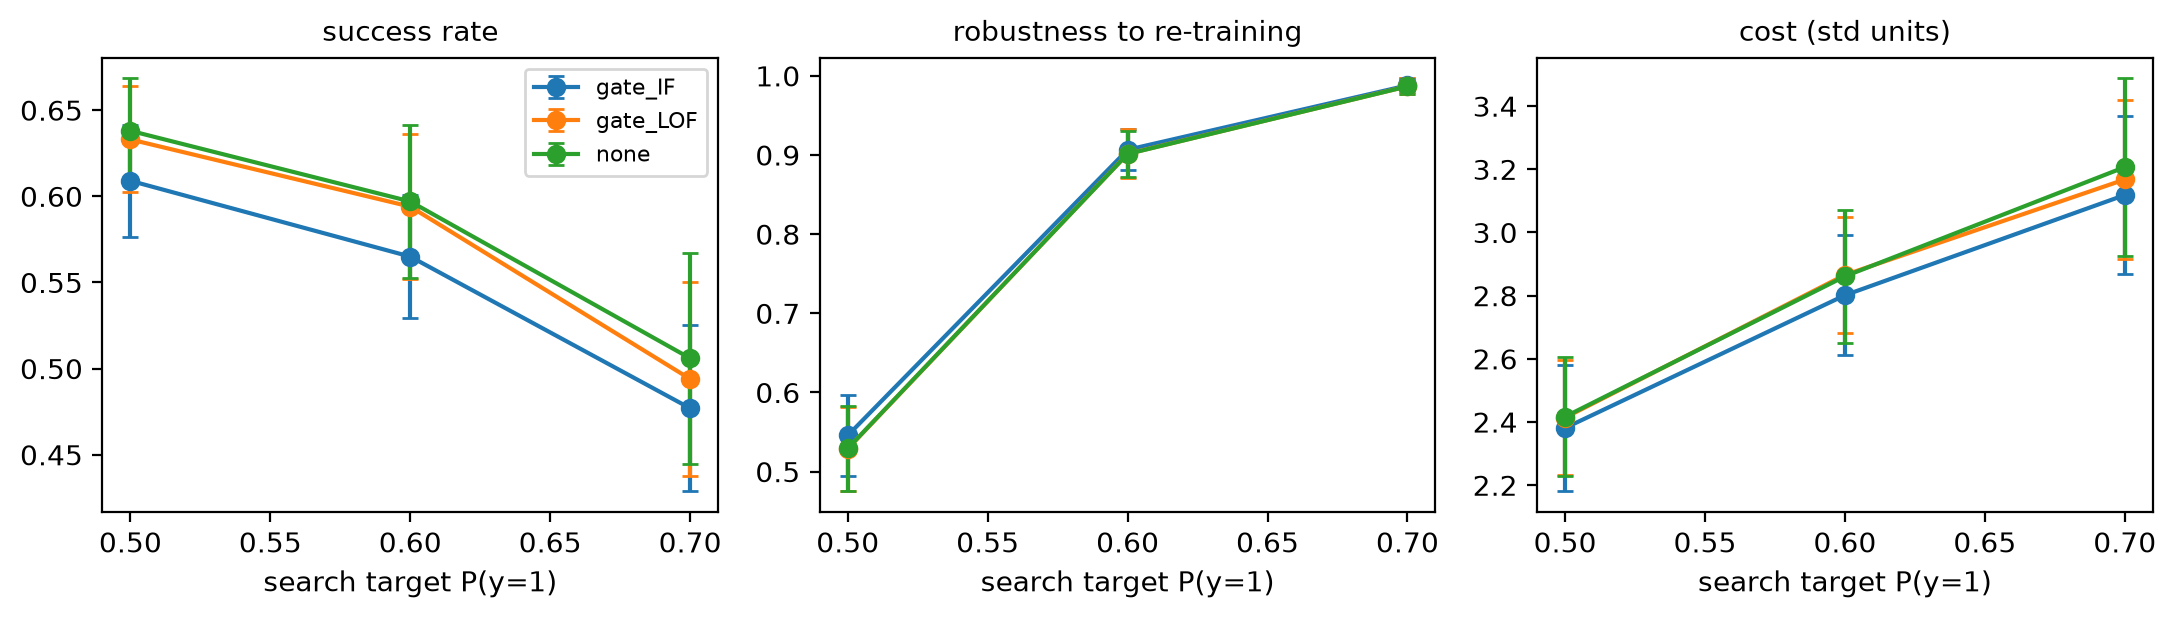 success rate
0.65
0.60
0.55
0.50
0.45
gate_IF
gate_LOF
none
0.50 0.55 0.60 0.65 0.70
search target P(y=1)
robustness to re-training
1.0
0.9
0.8
0.7
0.6
0.5
0.50 0.55 0.60 0.65 0.70
search target P(y=1)
cost (std units)
3.4
3.2
3.0
2.8
2.6
2.4
2.2
0.50 0.55 0.60 0.65 0.70
search target P(y=1)